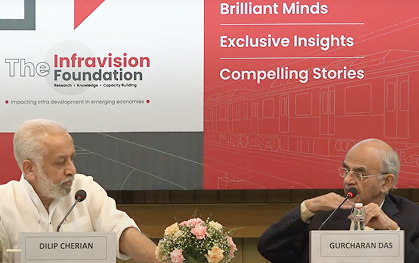 The Infravision
Foundation
Research • Knowledge • Capacity Building
• Impacting infra development in emerging economies •
Brilliant Minds
Exclusive Insights
Compelling Stories
DILIP CHERIAN
GURCHARAN DAS